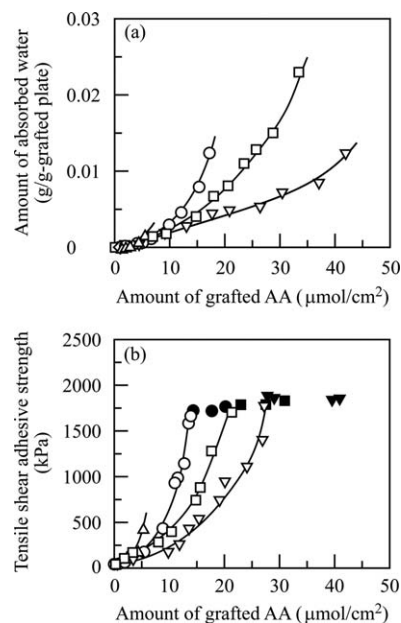 (a)
0.03
0.02
0.01
0
Amount of absorbed water
(g/g-grafted plate)
0 10 20 30 40 50
Amount of grafted AA (μmol/cm²)
(b)
2500
2000
1500
1000
500
0
Tensile shear adhesive strength
(kPa)
0 10 20 30 40 50
Amount of grafted AA (μmol/cm²)